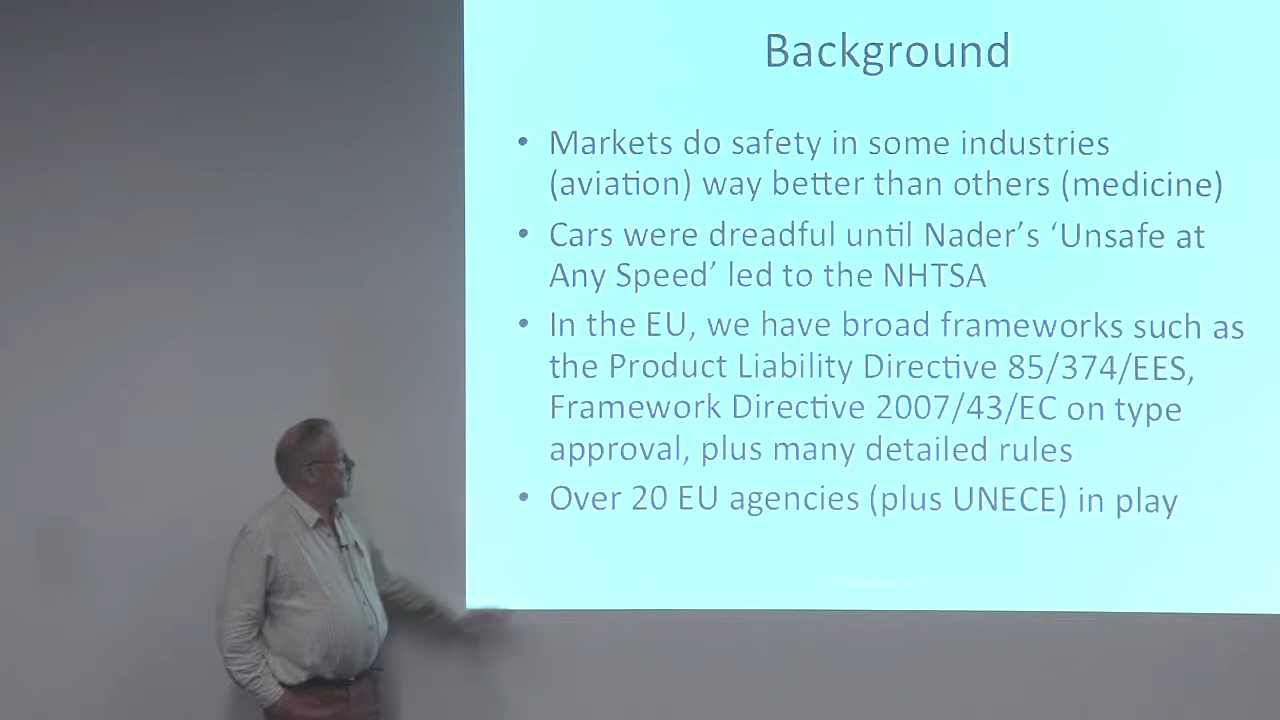 Background
• Markets do safety in some industries
(aviation) way better than others (medicine)
• Cars were dreadful until Nader's ‘Unsafe at
Any Speed’ led to the NHTSA
• In the EU, we have broad frameworks such as
the Product Liability Directive 85/374/EES,
Framework Directive 2007/43/EC on type
approval, plus many detailed rules
• Over 20 EU agencies (plus UNECE) in play